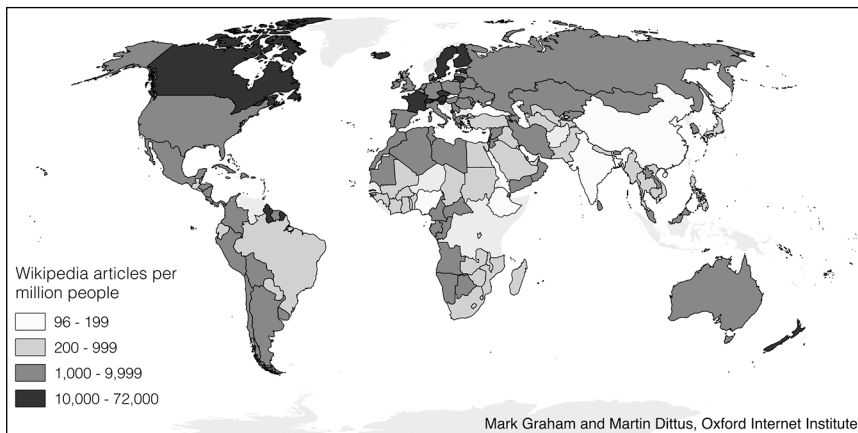 Wikipedia articles per
million people
96 - 199
200 - 999
1,000 - 9,999
10,000 - 72,000
Mark Graham and Martin Dittus, Oxford Internet Institute